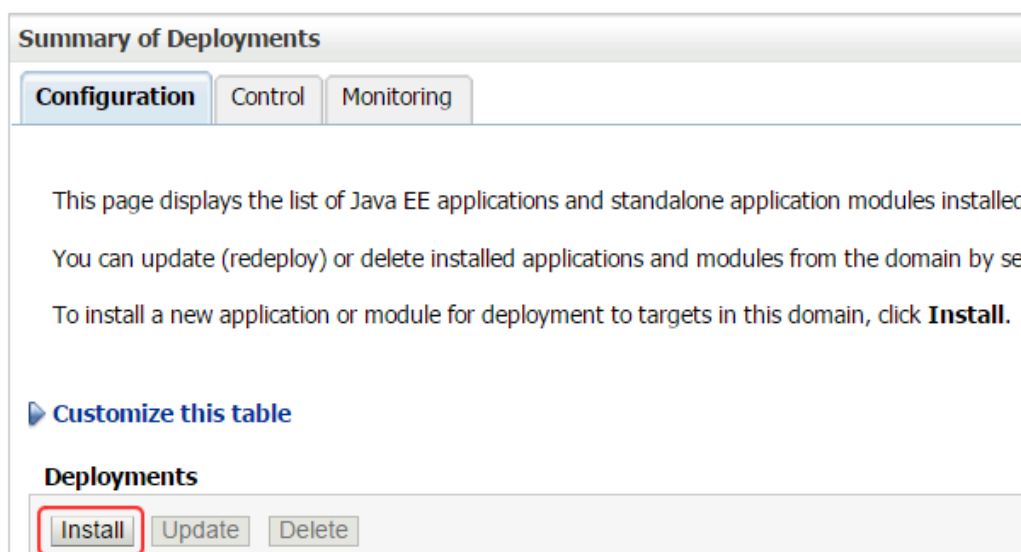 Summary of Deployments
Configuration Control Monitoring
This page displays the list of Java EE applications and standalone application modules installed
You can update (redeploy) or delete installed applications and modules from the domain by se
To install a new application or module for deployment to targets in this domain, click Install.
Customize this table
Deployments
Install Update Delete